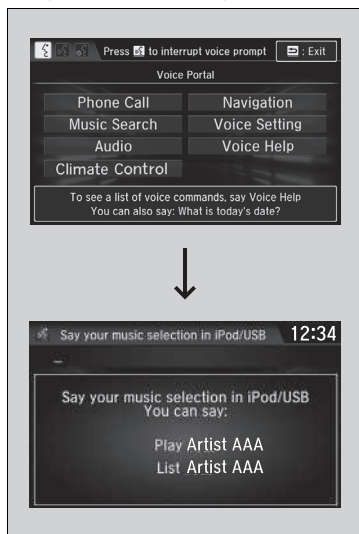 Press to interrupt voice prompt : Exit
Voice Portal
Phone Call Navigation
Music Search Voice Setting
Audio Voice Help
Climate Control
To see a list of voice commands, say Voice Help
You can also say: What is today's date?
Say your music selection in iPod/USB 12:34
Say your music selection in iPod/USB
You can say:
Play Artist AAA
List Artist AAA